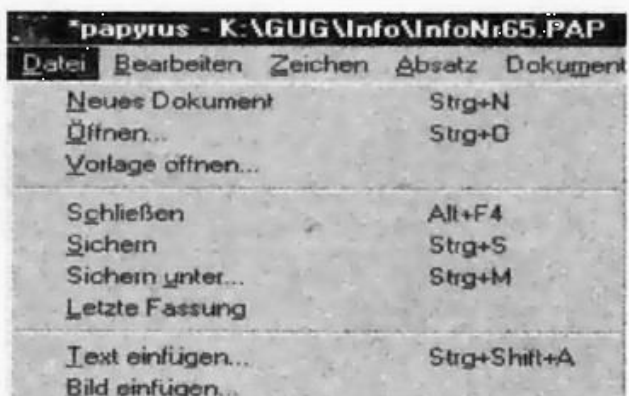 *papyrus - K:\GUG\Info\InfoNr65.PAP
Datei Bearbeiten Zeichen Absatz Dokument
Neues Dokument Strg+N
Öffnen... Strg+O
Vorlage öffnen...
Schließen Alt+F4
Sichern Strg+S
Sichern unter... Strg+M
Letzte Fassung
Text einfügen... Strg+Shift+A
Bild einfügen...